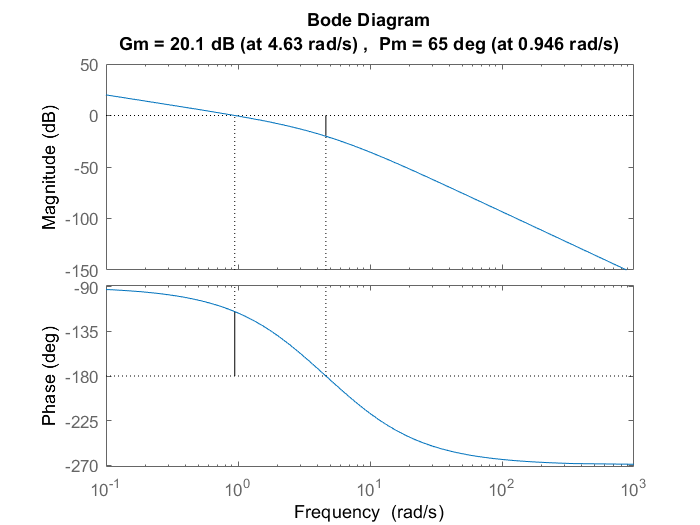 Bode Diagram
Gm = 20.1 dB (at 4.63 rad/s) ,  Pm = 65 deg (at 0.946 rad/s)
50
0
-50
-100
-150
Magnitude (dB)
-90
-135
-180
-225
-270
Phase (deg)
10^-1 10^0 10^1 10^2 10^3
Frequency  (rad/s)